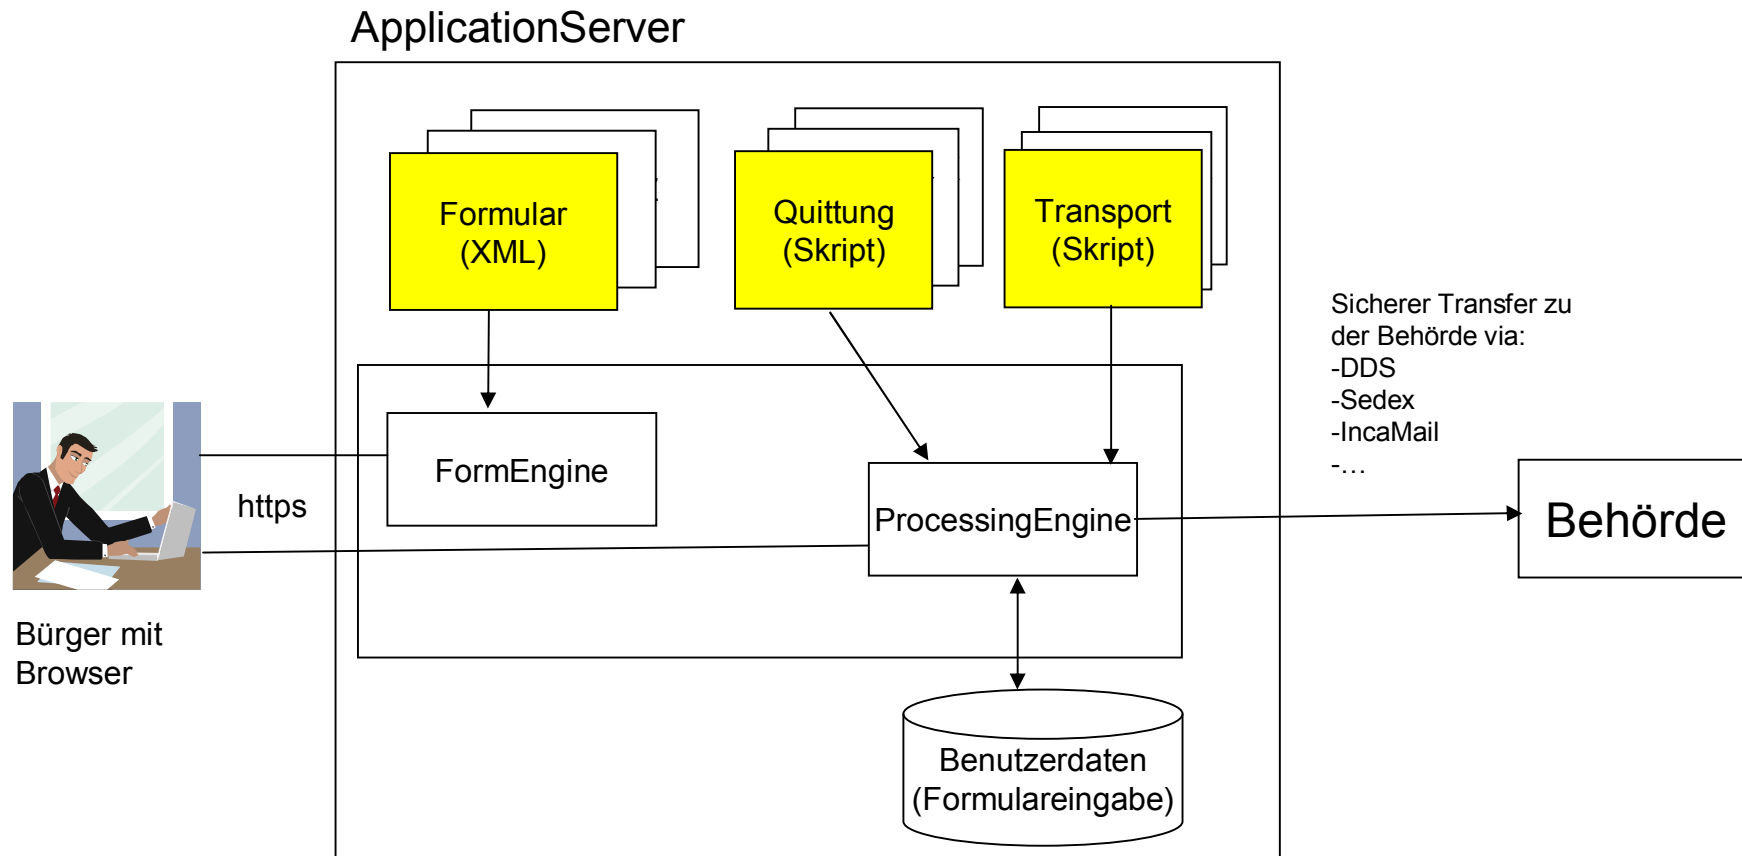 ApplicationServer
Formular
(XML)
Quittung
(Skript)
Transport
(Skript)
Sicherer Transfer zu
der Behörde via:
-DDS
-Sedex
-IncaMail
-…
FormEngine
https
ProcessingEngine
Behörde
Bürger mit
Browser
Benutzerdaten
(Formulareingabe)